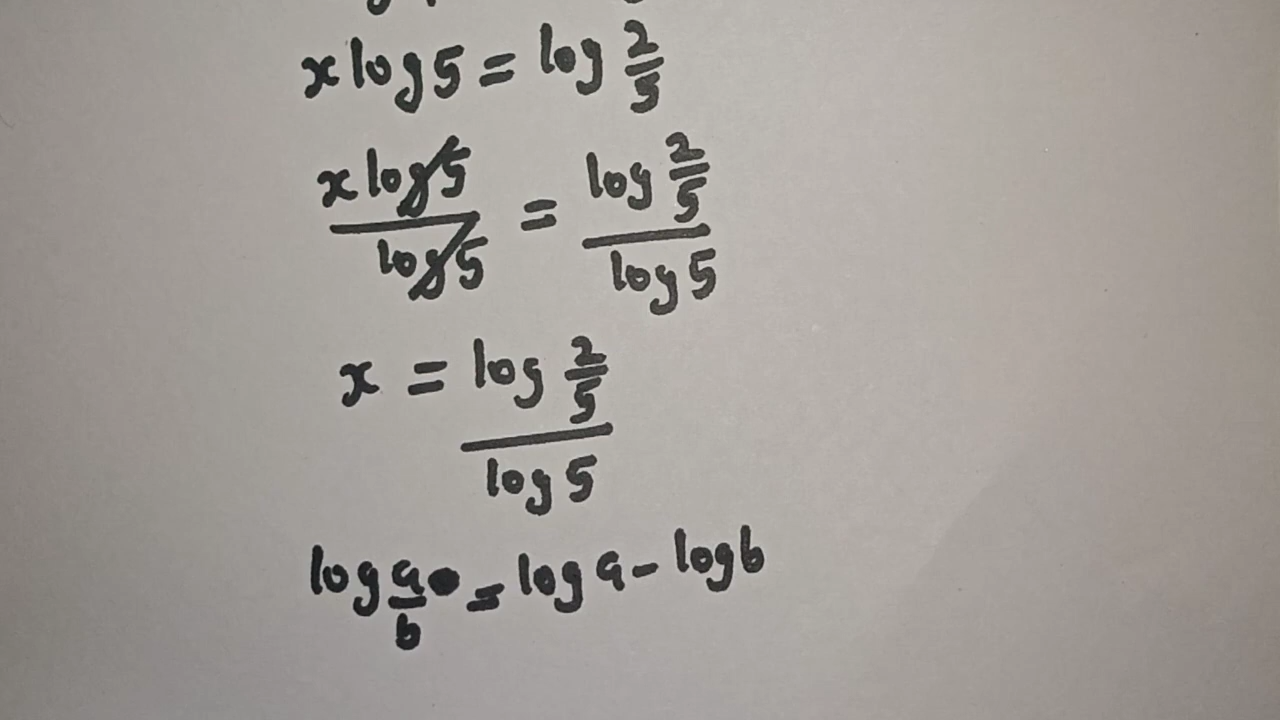 x log 5 = log 2/5
x log 5 / log 5 = log 2/5 / log 5
x = log 2/5 / log 5
log a/b = log a - log b